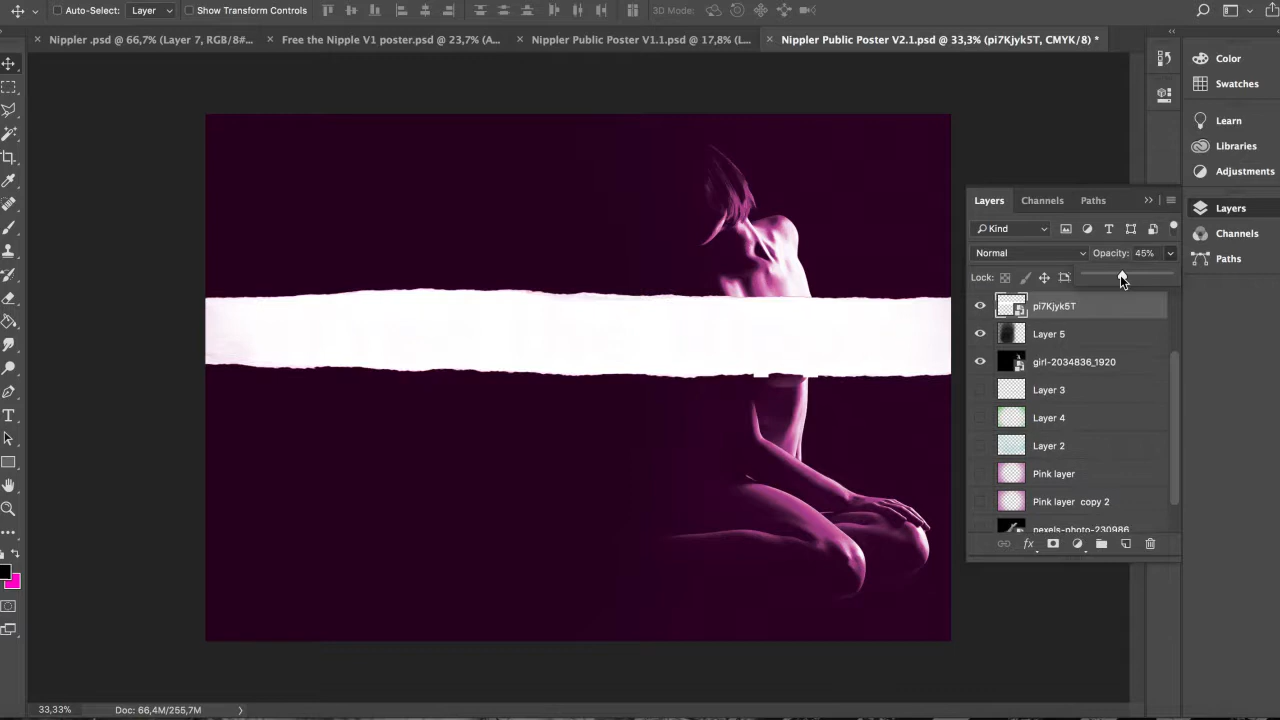 Auto-Select: Layer Show Transform Controls 3D Mode:
Nippler .psd @ 66,7% (Layer 7, RGB/8#... Free the Nipple V1 poster.psd @ 23,7% (A... Nippler Public Poster V1.1.psd @ 17,8% (L... Nippler Public Poster V2.1.psd @ 33,3% (pi7Kjyk5T, CMYK/8) *
Color
Swatches
Learn
Libraries
Adjustments
Layers
Channels
Paths
Layers Channels Paths
Kind
Normal Opacity: 45%
Lock:
pi7Kjyk5T
Layer 5
girl-2034836_1920
Layer 3
Layer 4
Layer 2
Pink layer
Pink layer copy 2
pexels-photo-230986
fx
33,33% Doc: 66,4M/255,7M